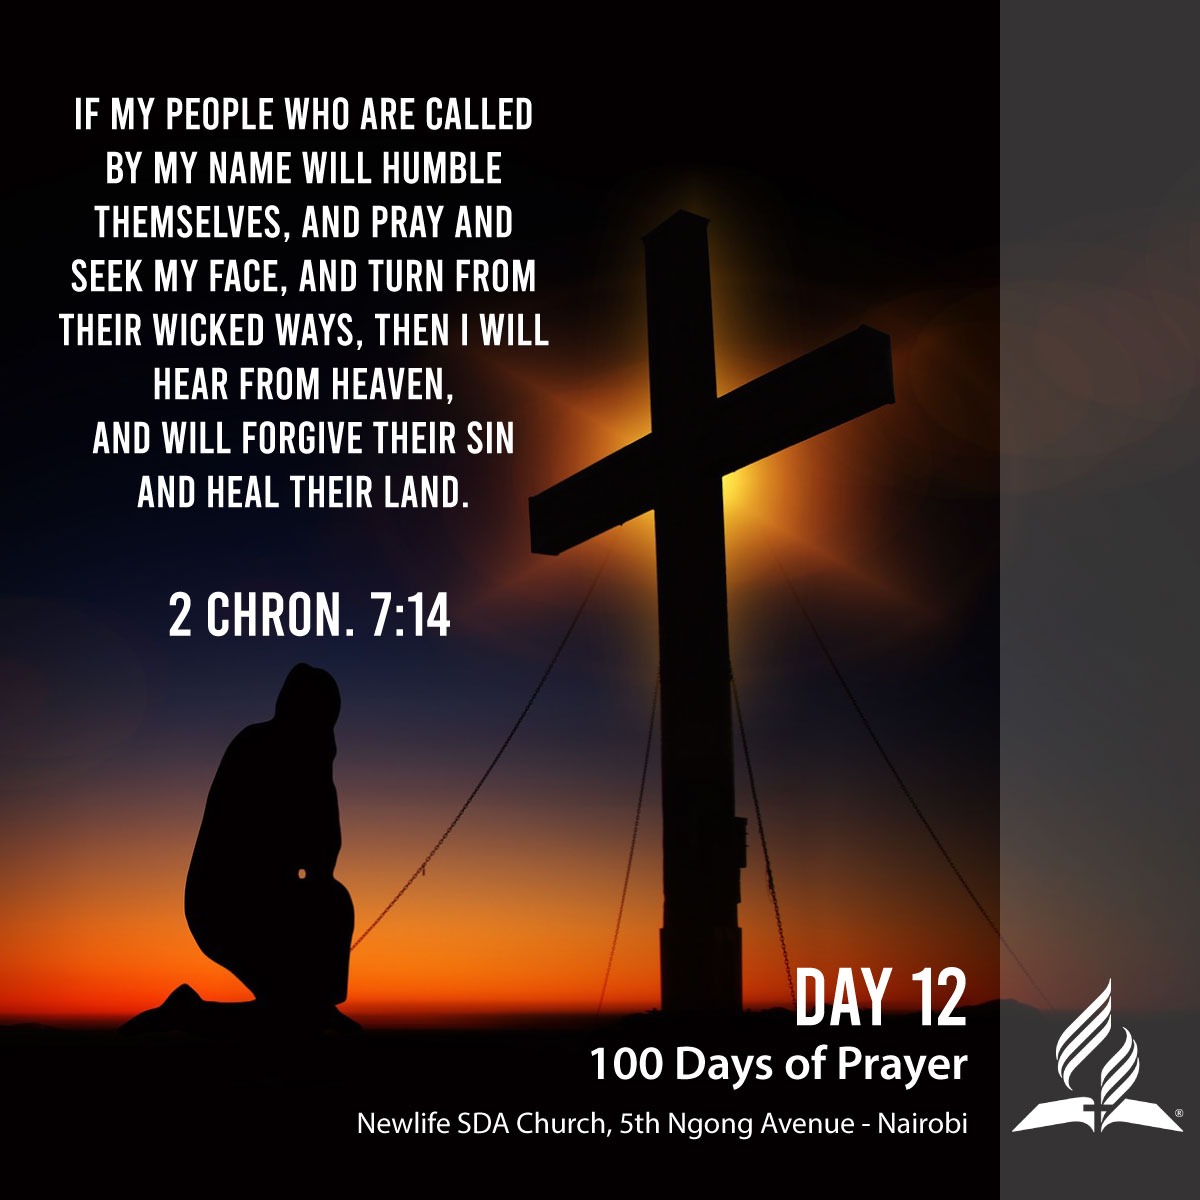 IF MY PEOPLE WHO ARE CALLED
BY MY NAME WILL HUMBLE
THEMSELVES, AND PRAY AND
SEEK MY FACE, AND TURN FROM
THEIR WICKED WAYS, THEN I WILL
HEAR FROM HEAVEN,
AND WILL FORGIVE THEIR SIN
AND HEAL THEIR LAND.
2 CHRON. 7:14
DAY 12
100 Days of Prayer
Newlife SDA Church, 5th Ngong Avenue - Nairobi
®